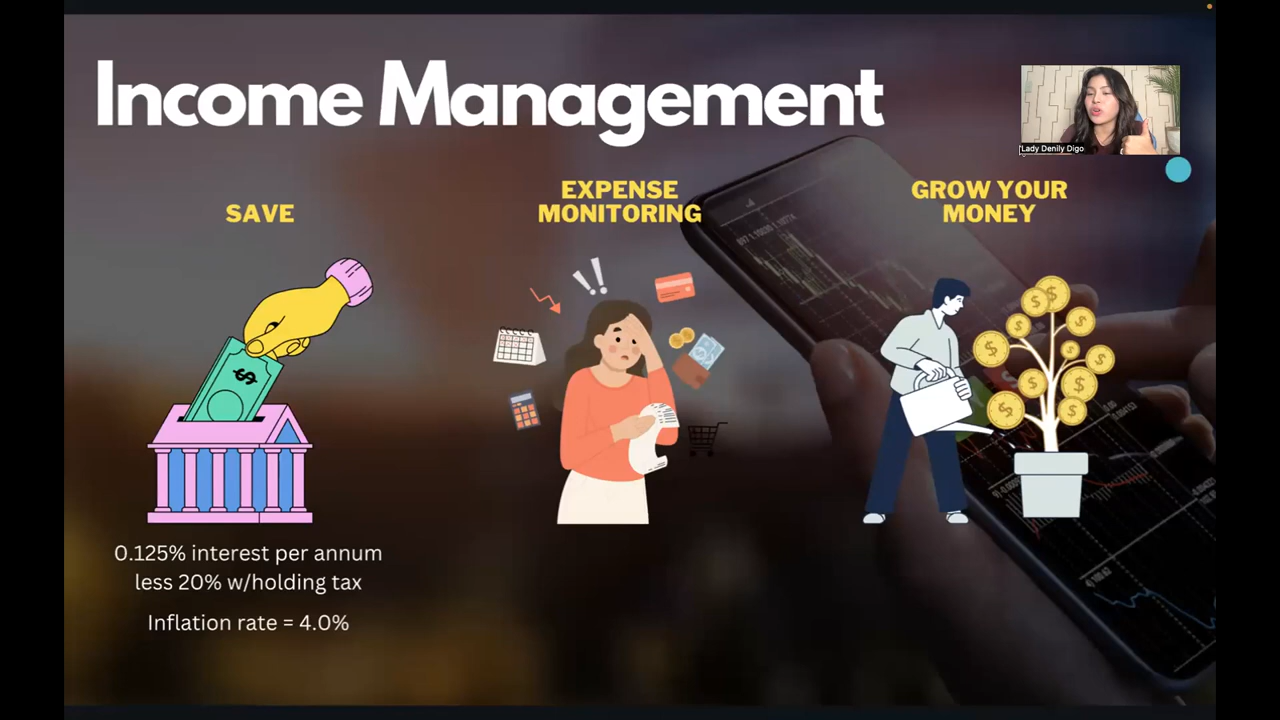 Income Management
Lady Denily Digo
SAVE
EXPENSE
MONITORING
GROW YOUR
MONEY
0.125% interest per annum
less 20% w/holding tax
Inflation rate = 4.0%